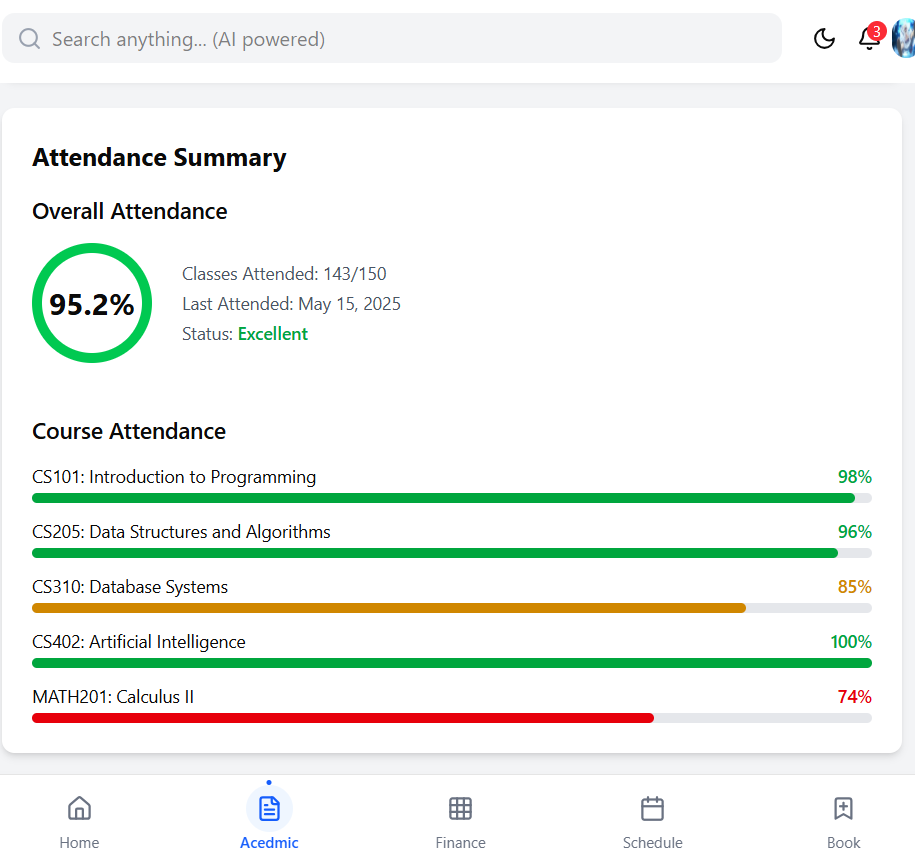 Search anything... (AI powered)
3
Attendance Summary
Overall Attendance
95.2%
Classes Attended: 143/150
Last Attended: May 15, 2025
Status: Excellent
Course Attendance
CS101: Introduction to Programming 98%
CS205: Data Structures and Algorithms 96%
CS310: Database Systems 85%
CS402: Artificial Intelligence 100%
MATH201: Calculus II 74%
Home Acedmic Finance Schedule Book